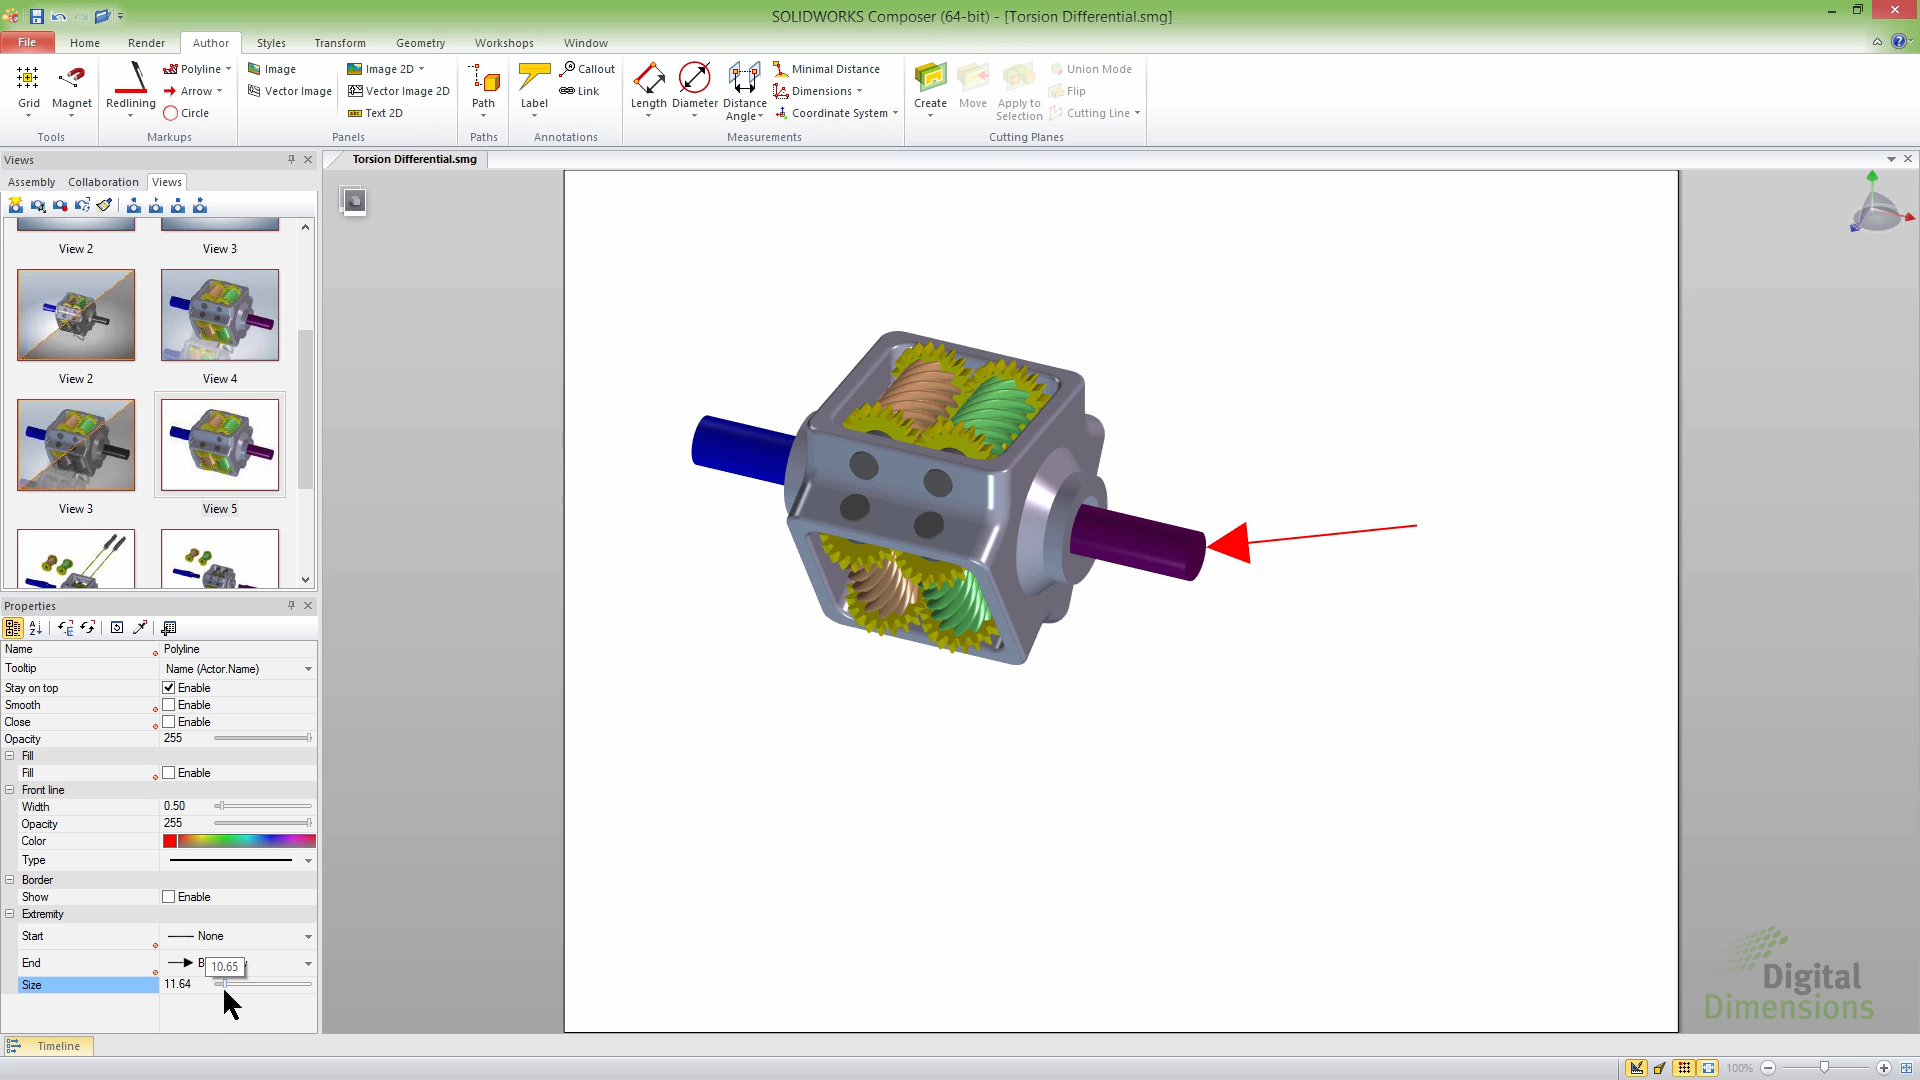 SOLIDWORKS Composer (64-bit) - [Torsion Differential.smg]
File Home Render Author Styles Transform Geometry Workshops Window
Grid
Magnet
Tools
Redlining
Polyline
Arrow
Circle
Markups
Image
Vector Image
Image 2D
Vector Image 2D
Text 2D
Panels
Path
Paths
Label
Callout
Link
Annotations
Length
Diameter
Distance
Angle
Minimal Distance
Dimensions
Coordinate System
Measurements
Create
Move
Apply to
Selection
Union Mode
Flip
Cutting Line
Cutting Planes
Views
Torsion Differential.smg
Assembly Collaboration Views
View 2
View 3
View 2
View 4
View 3
View 5
Properties
Name Polyline
Tooltip Name (Actor.Name)
Stay on top Enable
Smooth Enable
Close Enable
Opacity 255
Fill
Fill Enable
Front line
Width 0.50
Opacity 255
Color
Type
Border
Show Enable
Extremity
Start None
End
10.65
Size 11.64
Timeline
Digital
Dimensions
100%